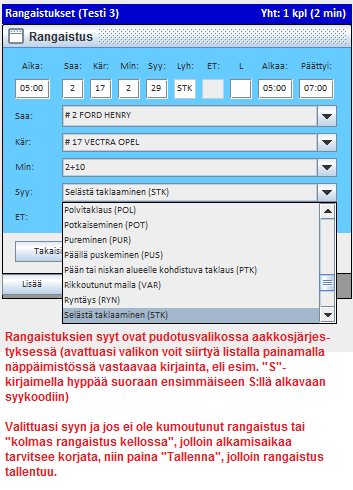 Rangaistukset (Testi 3) Yht: 1 kpl (2 min)
Rangaistus
Aika: Saa: Kär: Min: Syy: Lyh: ET: L Alkaa: Päättyi:
05:00 2 17 2 29 STK 05:00 07:00
Saa: # 2 FORD HENRY
Kär: # 17 VECTRA OPEL
Min: 2+10
Syy: Selästä taklaaminen (STK)
ET:
Polvitaklaus (POL)
Potkaiseminen (POT)
Pureminen (PUR)
Päällä puskeminen (PUS)
Pään tai niskan alueelle kohdistuva taklaus (PTK)
Rikkoutunut maila (VAR)
Ryntäys (RYN)
Selästä taklaaminen (STK)
Takaisi
Lisää
Rangaistuksien syyt ovat pudotusvalikossa aakkosjärjes-
tyksessä (avattuasi valikon voit siirtyä listalla painamalla
näppäimistössä vastaavaa kirjainta, eli esim. "S"-
kirjaimella hyppää suoraan ensimmäiseen S:llä alkavaan
syykoodiin)
Valittuasi syyn ja jos ei ole kumoutunut rangaistus tai
"kolmas rangaistus kellossa", jolloin alkamisaikaa
tarvitsee korjata, niin paina "Tallenna", jolloin rangaistus
tallentuu.